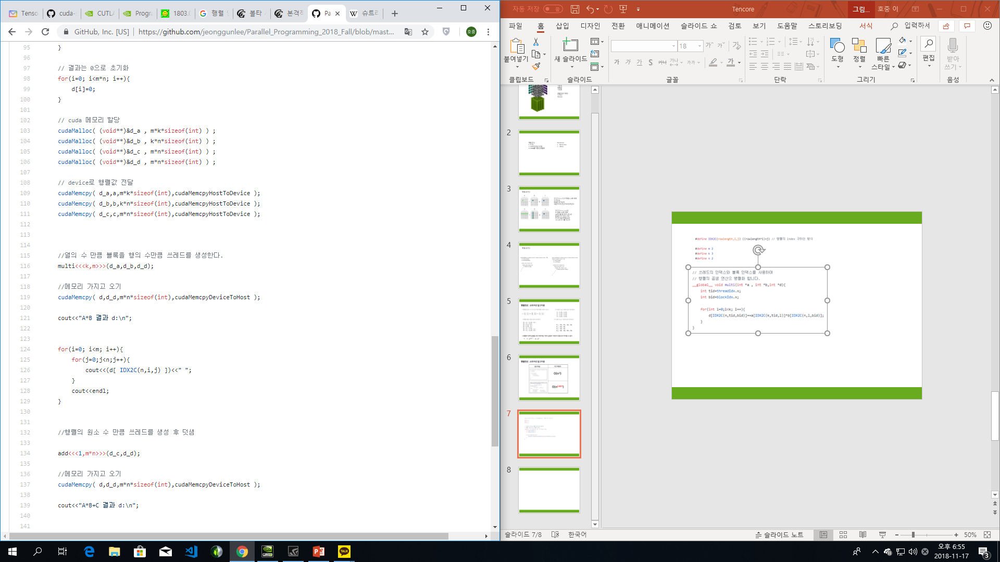 Tenso
cuda-
CUTLA
Progra
1803.0
행렬
볼타
본격적
Pa
슈트라
GitHub, Inc. [US]
https://github.com/jeonggunlee/Parallel_Programming_2018_Fall/blob/mast...
호중
95 }
96
97 // 결과는 0으로 초기화
98 for(i=0; i<m*n; i++){
99 d[i]=0;
100 }
101
102 // cuda 메모리 할당
103 cudaMalloc( (void**)&d_a , m*k*sizeof(int) ) ;
104 cudaMalloc( (void**)&d_b , k*n*sizeof(int) ) ;
105 cudaMalloc( (void**)&d_c , m*n*sizeof(int) ) ;
106 cudaMalloc( (void**)&d_d , m*n*sizeof(int) ) ;
107
108 // device로 행렬값 전달
109 cudaMemcpy( d_a,a,m*k*sizeof(int),cudaMemcpyHostToDevice );
110 cudaMemcpy( d_b,b,k*n*sizeof(int),cudaMemcpyHostToDevice );
111 cudaMemcpy( d_c,c,m*n*sizeof(int),cudaMemcpyHostToDevice );
112
113
114
115 //열의 수 만큼 블록을 행의 수만큼 쓰레드를 생성한다.
116 multi<<<k,m>>>(d_a,d_b,d_d);
117
118 //메모리 가지고 오기
119 cudaMemcpy( d,d_d,m*n*sizeof(int),cudaMemcpyDeviceToHost );
120
121 cout<<"A*B 결과 d:\n";
122
123
124 for(i=0; i<m; i++){
125 for(j=0;j<n;j++){
126 cout<<(d[ IDX2C(n,i,j) ])<<" ";
127 }
128 cout<<endl;
129 }
130
131
132 //행렬의 원소 수 만큼 쓰레드를 생성 후 덧샘
133
134 add<<<1,m*n>>>(d_c,d_d);
135
136 //메모리 가지고 오기
137 cudaMemcpy( d,d_d,m*n*sizeof(int),cudaMemcpyDeviceToHost );
138
139 cout<<"A*B+C 결과 d:\n";
140
141
자동 저장 끔
Tencore
그림...
호중 이
파일 홈 삽입 디자인 전환 애니메이션 슬라이드 쇼 검토 보기 도움말 스토리보딩 서식 입력하세
붙여넣기
클립보드
새 슬라이드
슬라이드
18
가 가 가 S 가나 가가 가
글꼴
단락
도형
정렬
빠른 스타일
그리기
편집
받아쓰기
음성
2
3
4
5
6
O(n³)
7
8
#define IDX2C(rowlength,i,j) ((rowlength*i)+j) // 행렬의 index 구하는 방식
#define m 2
#define k 3
#define n 2
// 쓰레드의 인덱스와 블록 인덱스를 사용하여
// 행렬의 곱셈 연산으 병렬화 합니다.
__global__ void multi(int *a , int *b,int *d){
int tid=threadIdx.x;
int bid=blockIdx.x;
for(int l=0;l<k; l++){
d[IDX2C(n,tid,bid)]+=a[IDX2C(k,tid,l)]*b[IDX2C(n,l,bid)];
}
}
슬라이드 7/8
한국어
슬라이드 노트
50%
TALK
오후 6:55
2018-11-17
3